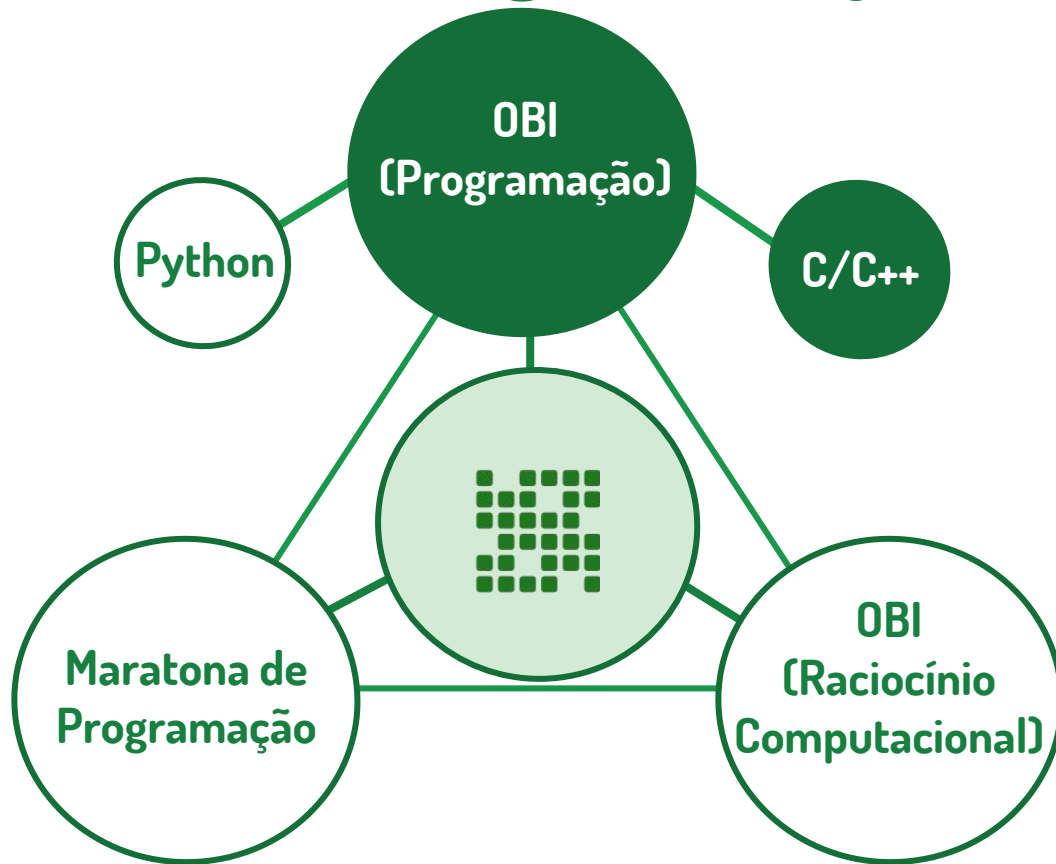 OBI
(Programação)
Python
C/C++
Maratona de
Programação
OBI
(Raciocínio
Computacional)